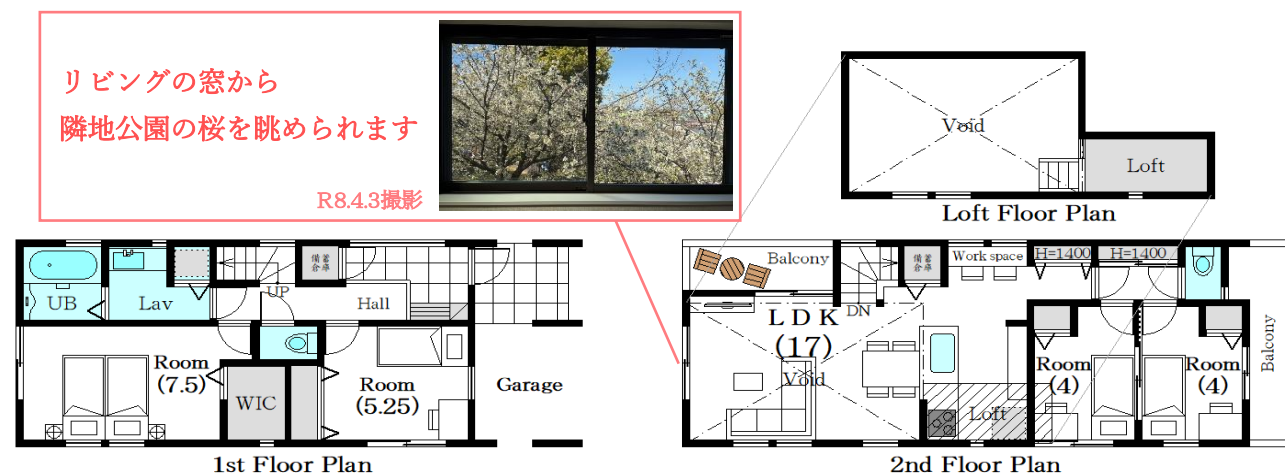 リビングの窓から
隣地公園の桜を眺められます
R8.4.3撮影
Void
Loft
Loft Floor Plan
UB
Lav
UP
備蓄
倉庫
Hall
Room
(7.5)
WIC
Room
(5.25)
Garage
1st Floor Plan
Balcony
DN
備蓄
倉庫
Work space
H=1400
H=1400
LDK
(17)
Void
Loft
Room
(4)
Room
(4)
Balcony
2nd Floor Plan